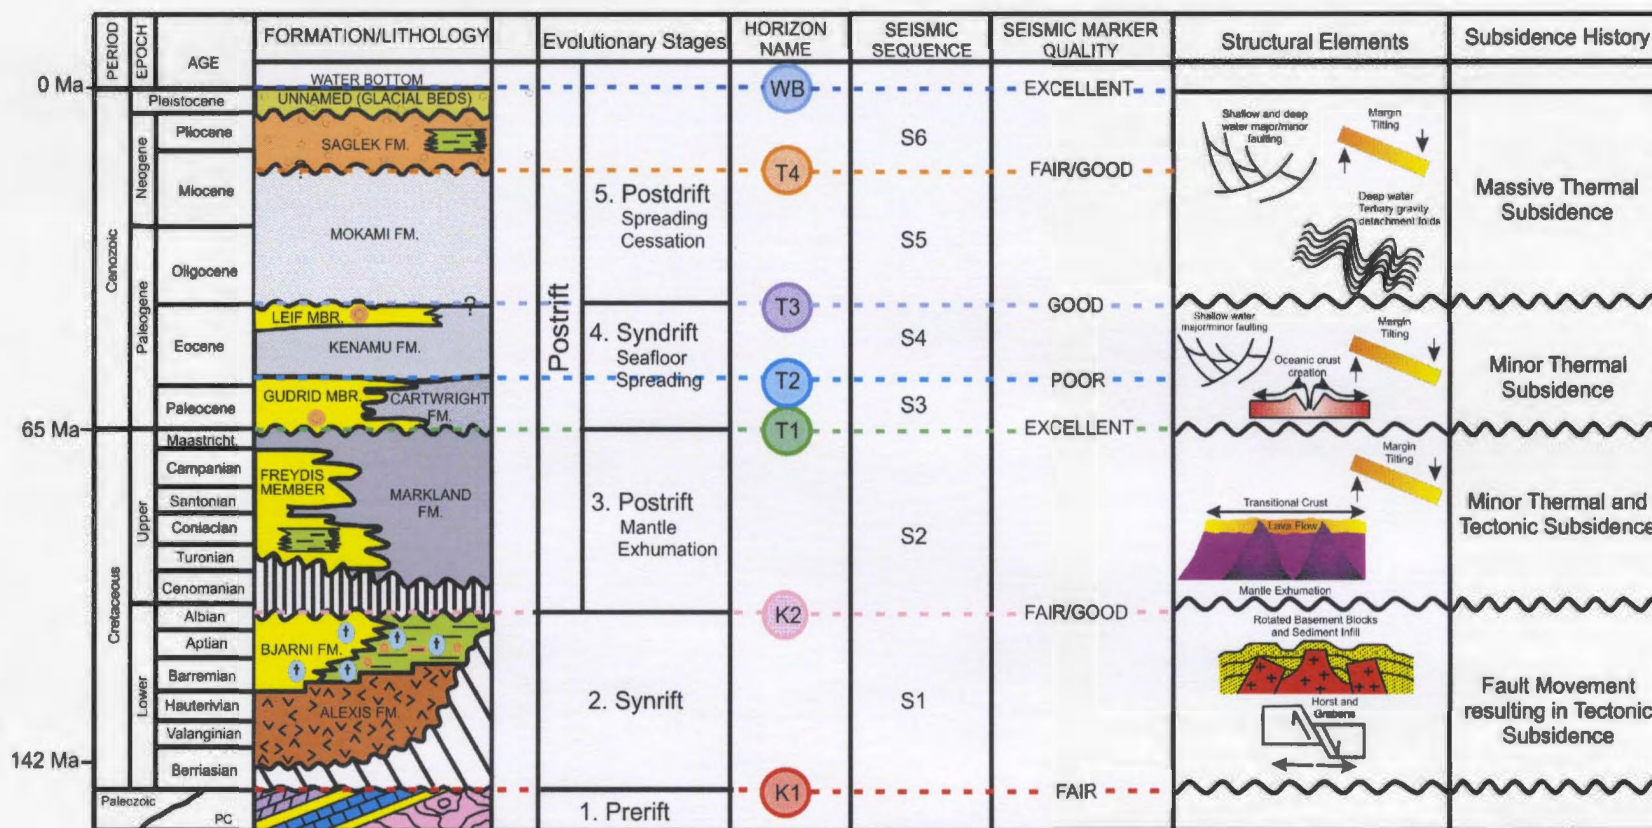 PERIOD
EPOCH
AGE
FORMATION/LITHOLOGY
Evolutionary Stages
HORIZON
NAME
SEISMIC
SEQUENCE
SEISMIC MARKER
QUALITY
Structural Elements
Subsidence History
0 Ma
65 Ma
142 Ma
Cenozoic
Cretaceous
Paleozoic
PC
Neogene
Paleogene
Upper
Lower
Pleistocene
Pliocene
Miocene
Oligocene
Eocene
Paleocene
Maastricht.
Campanian
Santonian
Coniacian
Turonian
Cenomanian
Albian
Aptian
Barremian
Hauterivian
Valanginian
Berriasian
WATER BOTTOM
UNNAMED (GLACIAL BEDS)
SAGLEK FM.
?
MOKAMI FM.
?
LEIF MBR.
KENAMU FM.
GUDRID MBR.
CARTWRIGHT
FM.
FREYDIS
MEMBER
MARKLAND
FM.
BJARNI FM.
ALEXIS FM.
Postrift
5. Postdrift
Spreading
Cessation
4. Syndrift
Seafloor
Spreading
3. Postrift
Mantle
Exhumation
2. Synrift
1. Prerift
WB
T4
T3
T2
T1
K2
K1
S6
S5
S4
S3
S2
S1
EXCELLENT
FAIR/GOOD
GOOD
POOR
EXCELLENT
FAIR/GOOD
FAIR
Shallow and deep
water major/minor
faulting
Margin
Tilting
Deep water
Tertiary gravity
detachment folds
Shallow water
major/minor faulting
Margin
Tilting
Oceanic crust
creation
Margin
Tilting
Transitional Crust
Lava Flow
Mantle Exhumation
Rotated Basement Blocks
and Sediment Infill
Horst and
Grabens
Massive Thermal
Subsidence
Minor Thermal
Subsidence
Minor Thermal and
Tectonic Subsidence
Fault Movement
resulting in Tectonic
Subsidence